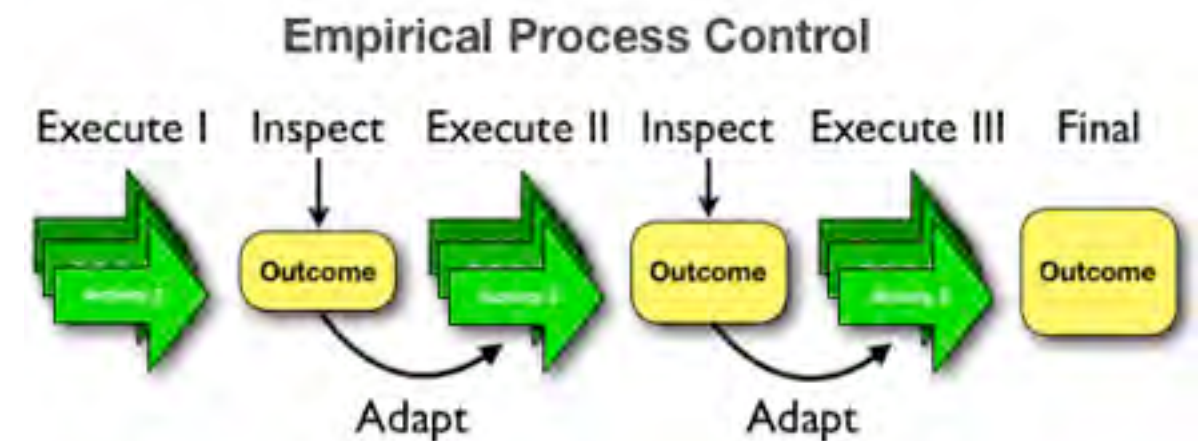 Empirical Process Control
Execute I Inspect Execute II Inspect Execute III Final
Outcome Outcome Outcome
Adapt Adapt